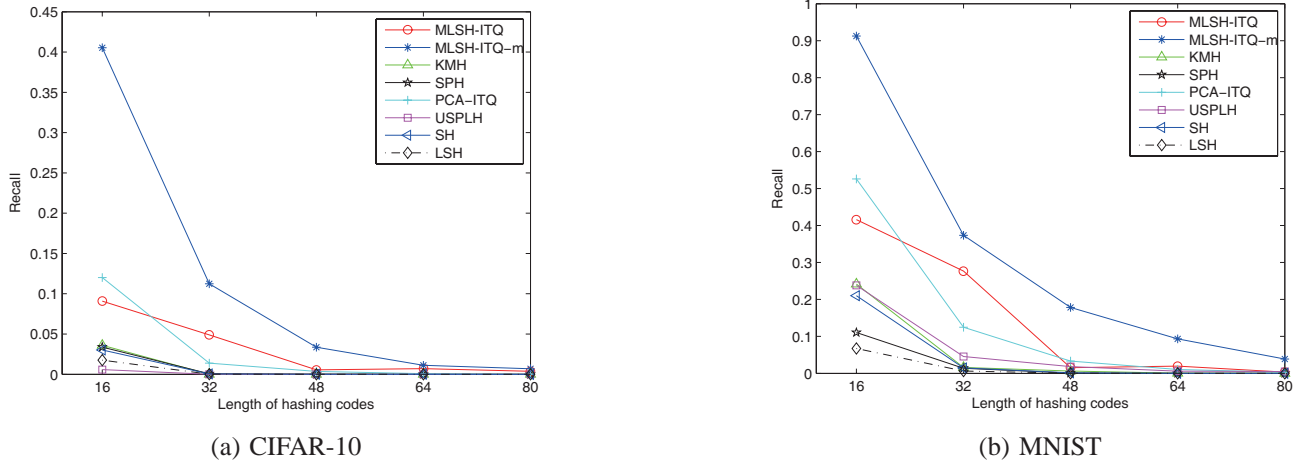 0.45
0.4
0.35
0.3
0.25
0.2
0.15
0.1
0.05
0
Recall
16
32
48
64
80
Length of hashing codes
MLSH-ITQ
MLSH-ITQ-m
KMH
SPH
PCA-ITQ
USPLH
SH
LSH
(a) CIFAR-10
1
0.9
0.8
0.7
0.6
0.5
0.4
0.3
0.2
0.1
0
Recall
16
32
48
64
80
Length of hashing codes
MLSH-ITQ
MLSH-ITQ-m
KMH
SPH
PCA-ITQ
USPLH
SH
LSH
(b) MNIST